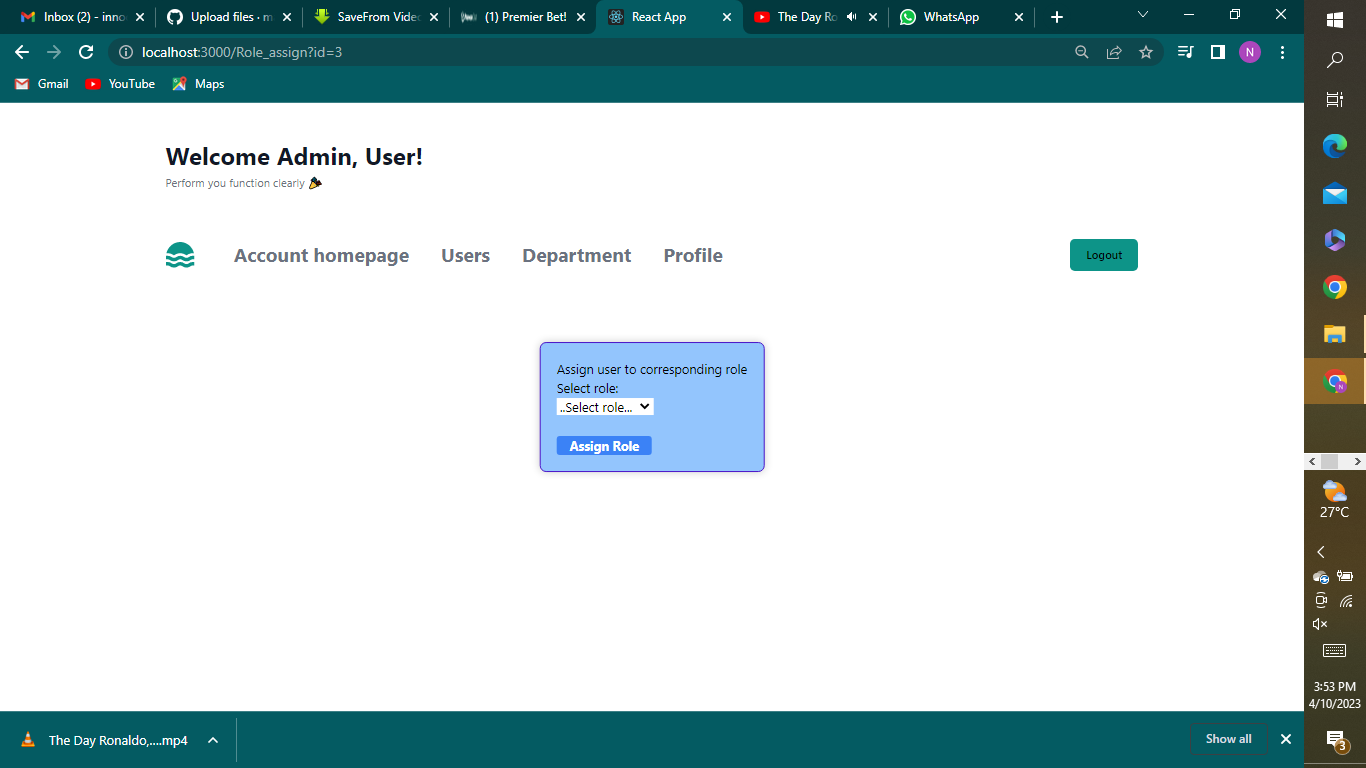 Inbox (2) - inno
Upload files · m
SaveFrom Video
(1) Premier Bet!
React App
The Day Ro
WhatsApp
localhost:3000/Role_assign?id=3
N
Gmail
YouTube
Maps
Welcome Admin, User!
Perform you function clearly
Account homepage
Users
Department
Profile
Logout
Assign user to corresponding role
Select role:
..Select role...
Assign Role
27°C
3:53 PM
4/10/2023
3
The Day Ronaldo,....mp4
Show all